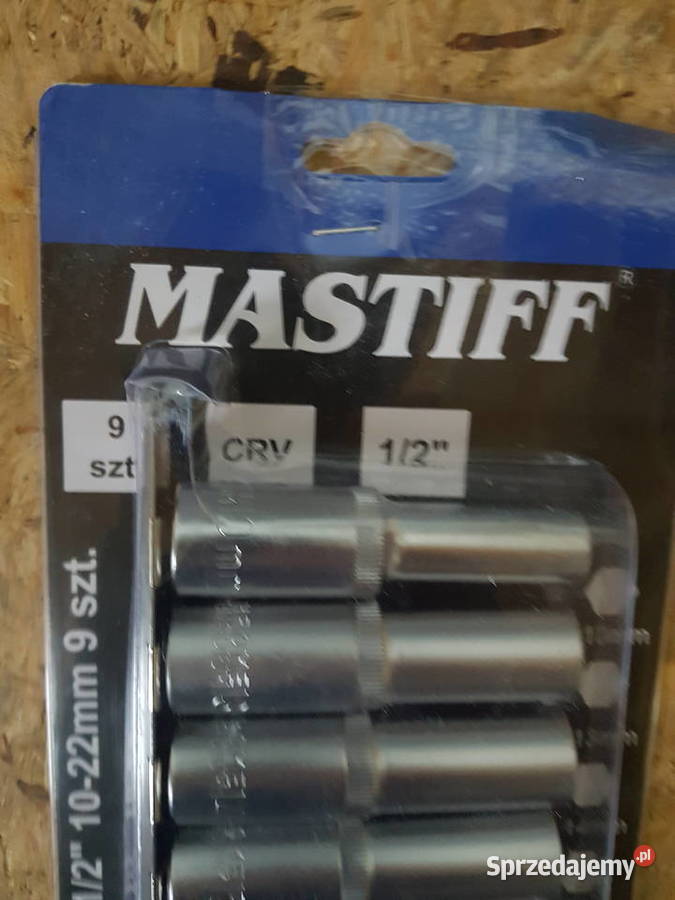 MASTIFF
9
szt
CRV
1/2"
1/2" 10-22mm 9 szt.
Sprzedajemy.pl